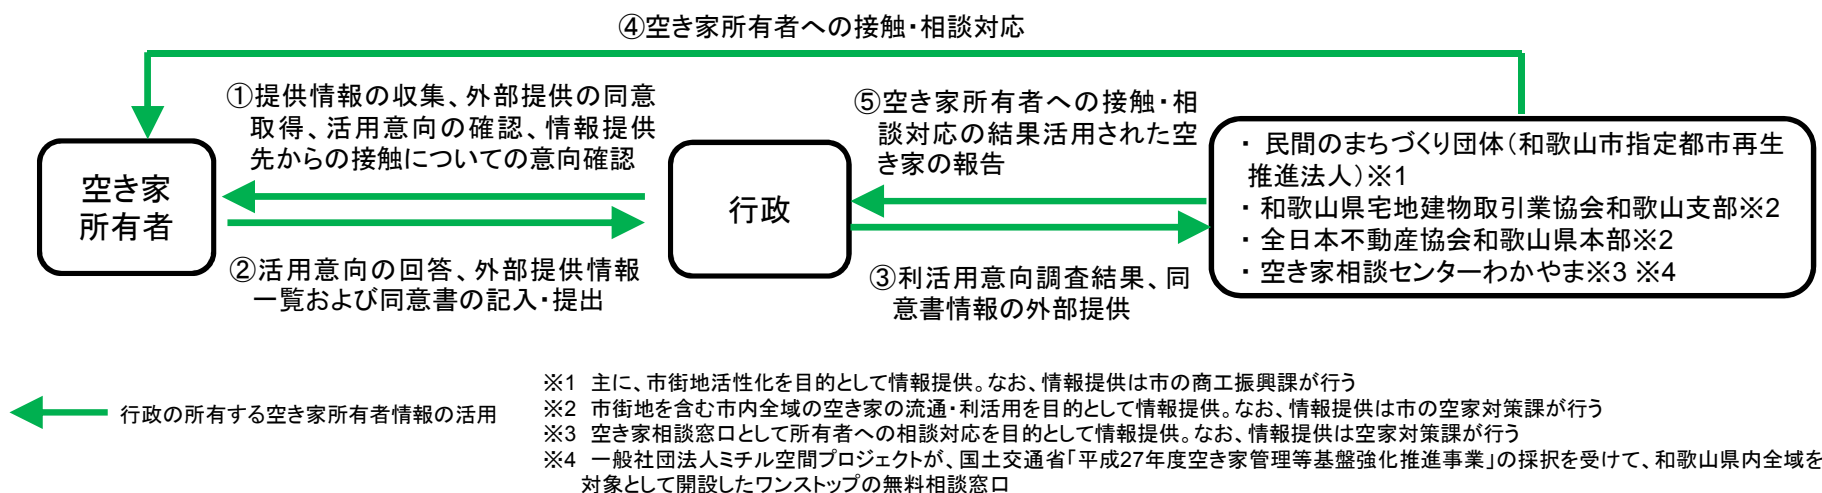 ④空き家所有者への接触・相談対応
①提供情報の収集、外部提供の同意
取得、活用意向の確認、情報提供
先からの接触についての意向確認
⑤空き家所有者への接触・相
談対応の結果活用された空
き家の報告
空き家
所有者
行政
・ 民間のまちづくり団体（和歌山市指定都市再生
推進法人）※1
・ 和歌山県宅地建物取引業協会和歌山支部※2
・ 全日本不動産協会和歌山県本部※2
・ 空き家相談センターわかやま※3 ※4
②活用意向の回答、外部提供情報
一覧および同意書の記入・提出
③利活用意向調査結果、同
意書情報の外部提供
行政の所有する空き家所有者情報の活用
※1 主に、市街地活性化を目的として情報提供。なお、情報提供は市の商工振興課が行う
※2 市街地を含む市内全域の空き家の流通・利活用を目的として情報提供。なお、情報提供は市の空家対策課が行う
※3 空き家相談窓口として所有者への相談対応を目的として情報提供。なお、情報提供は空家対策課が行う
※4 一般社団法人ミチル空間プロジェクトが、国土交通省「平成27年度空き家管理等基盤強化推進事業」の採択を受けて、和歌山県内全域を
対象として開設したワンストップの無料相談窓口